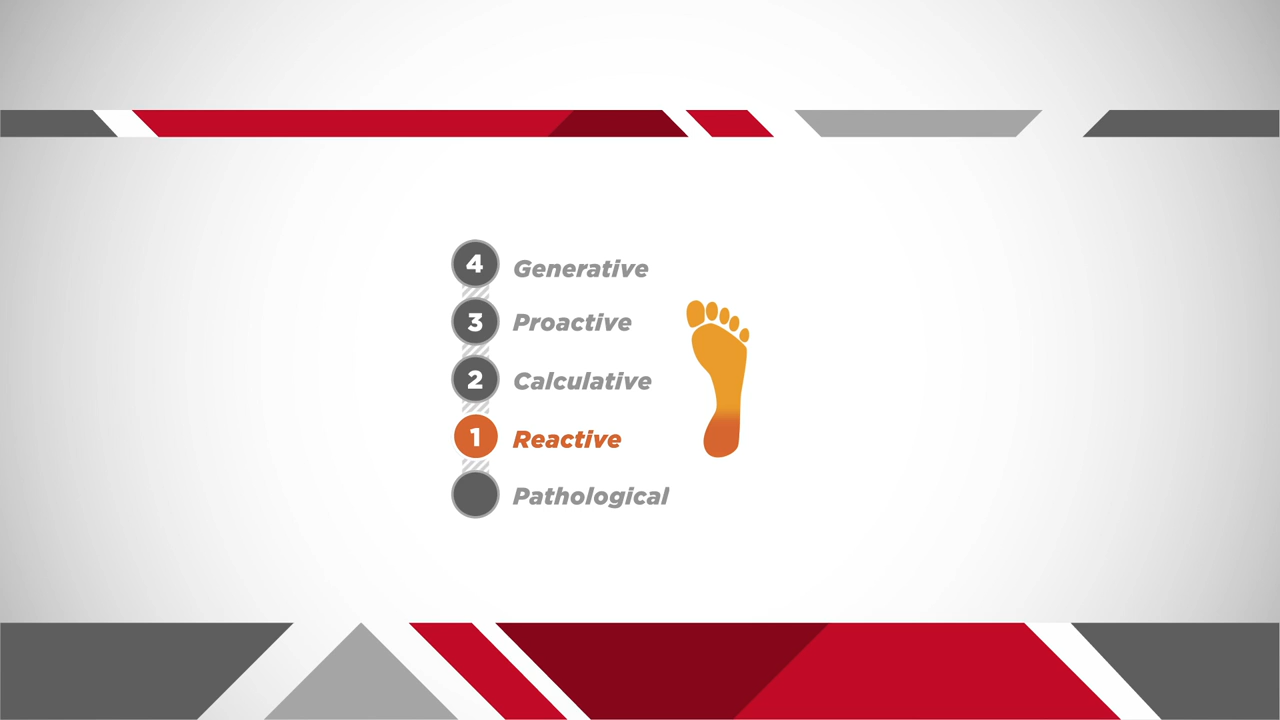 4 Generative
3 Proactive
2 Calculative
1 Reactive
Pathological